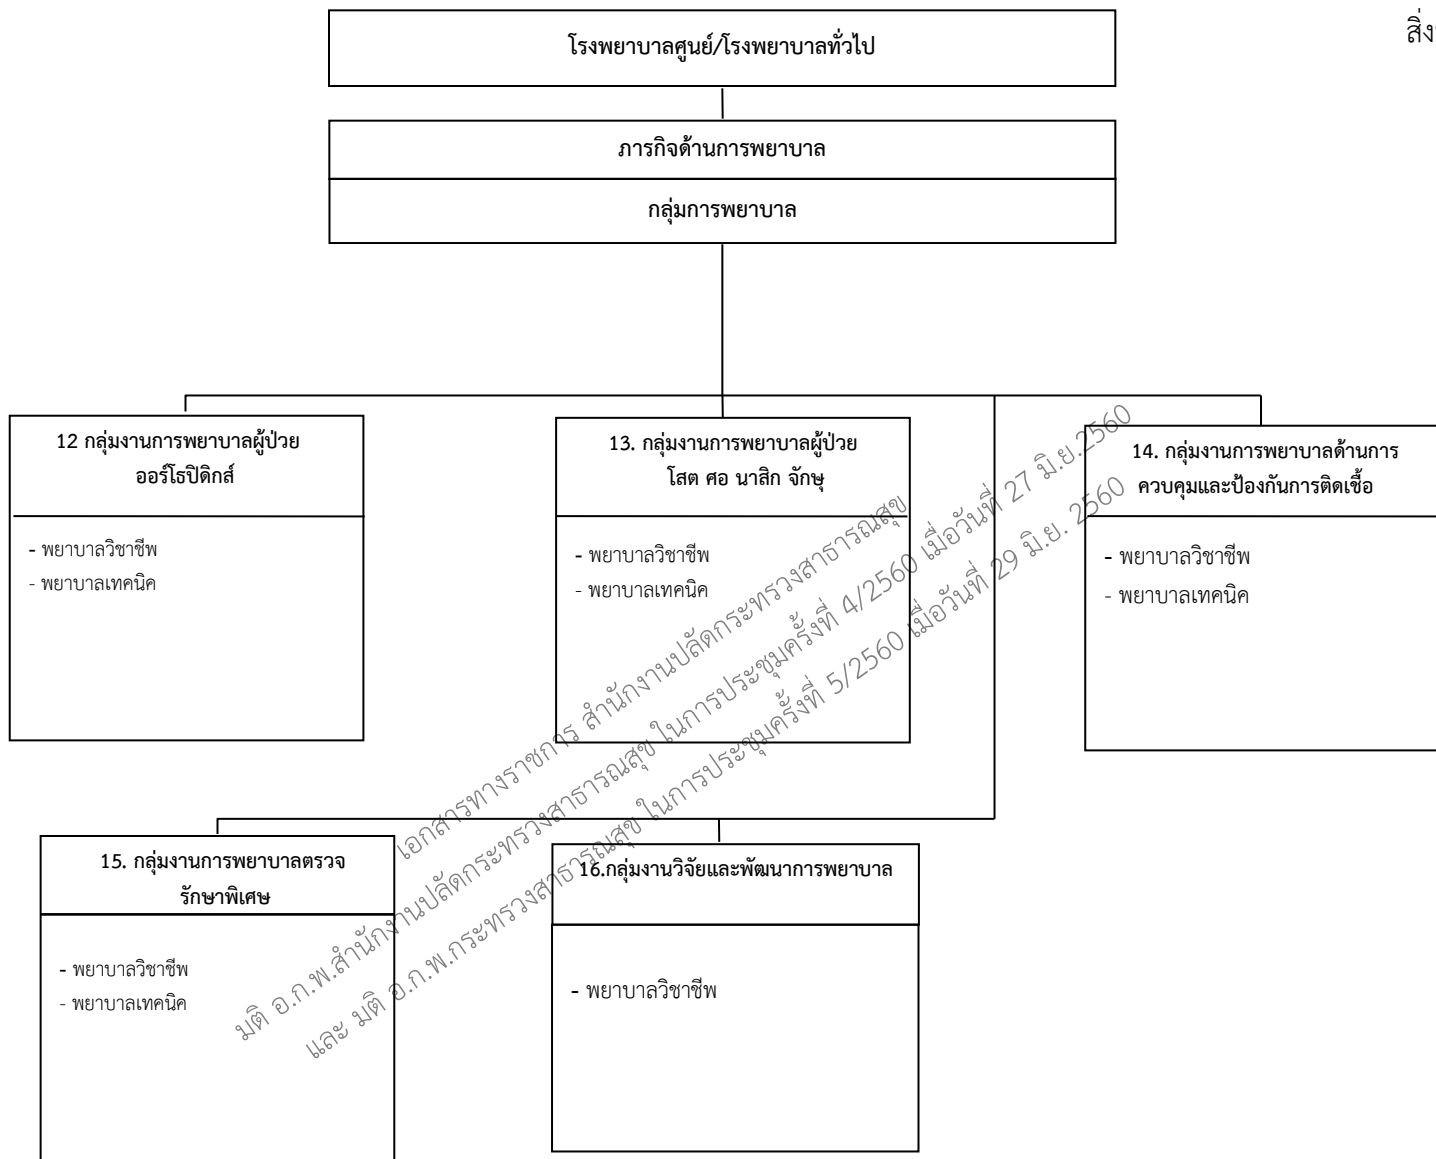 สิ่ง
โรงพยาบาลศูนย์/โรงพยาบาลทั่วไป
ภารกิจด้านการพยาบาล
กลุ่มการพยาบาล
12 กลุ่มงานการพยาบาลผู้ป่วย
ออร์โธปิดิกส์
- พยาบาลวิชาชีพ
- พยาบาลเทคนิค
13. กลุ่มงานการพยาบาลผู้ป่วย
โสต ศอ นาสิก จักษุ
- พยาบาลวิชาชีพ
- พยาบาลเทคนิค
14. กลุ่มงานการพยาบาลด้านการ
ควบคุมและป้องกันการติดเชื้อ
- พยาบาลวิชาชีพ
- พยาบาลเทคนิค
15. กลุ่มงานการพยาบาลตรวจ
รักษาพิเศษ
- พยาบาลวิชาชีพ
- พยาบาลเทคนิค
16.กลุ่มงานวิจัยและพัฒนาการพยาบาล
- พยาบาลวิชาชีพ
เอกสารทางราชการ สำนักงานปลัดกระทรวงสาธารณสุข
มติ อ.ก.พ.สำนักงานปลัดกระทรวงสาธารณสุข ในการประชุมครั้งที่ 4/2560 เมื่อวันที่ 27 มิ.ย.2560
และ มติ อ.ก.พ.กระทรวงสาธารณสุข ในการประชุมครั้งที่ 5/2560 เมื่อวันที่ 29 มิ.ย. 2560